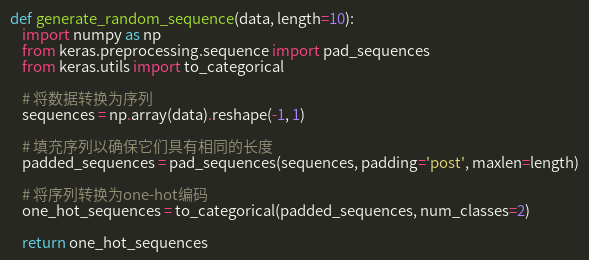 def generate_random_sequence(data, length=10):
    import numpy as np
    from keras.preprocessing.sequence import pad_sequences
    from keras.utils import to_categorical

    # 将数据转换为序列
    sequences = np.array(data).reshape(-1, 1)

    # 填充序列以确保它们具有相同的长度
    padded_sequences = pad_sequences(sequences, padding='post', maxlen=length)

    # 将序列转换为one-hot编码
    one_hot_sequences = to_categorical(padded_sequences, num_classes=2)

    return one_hot_sequences